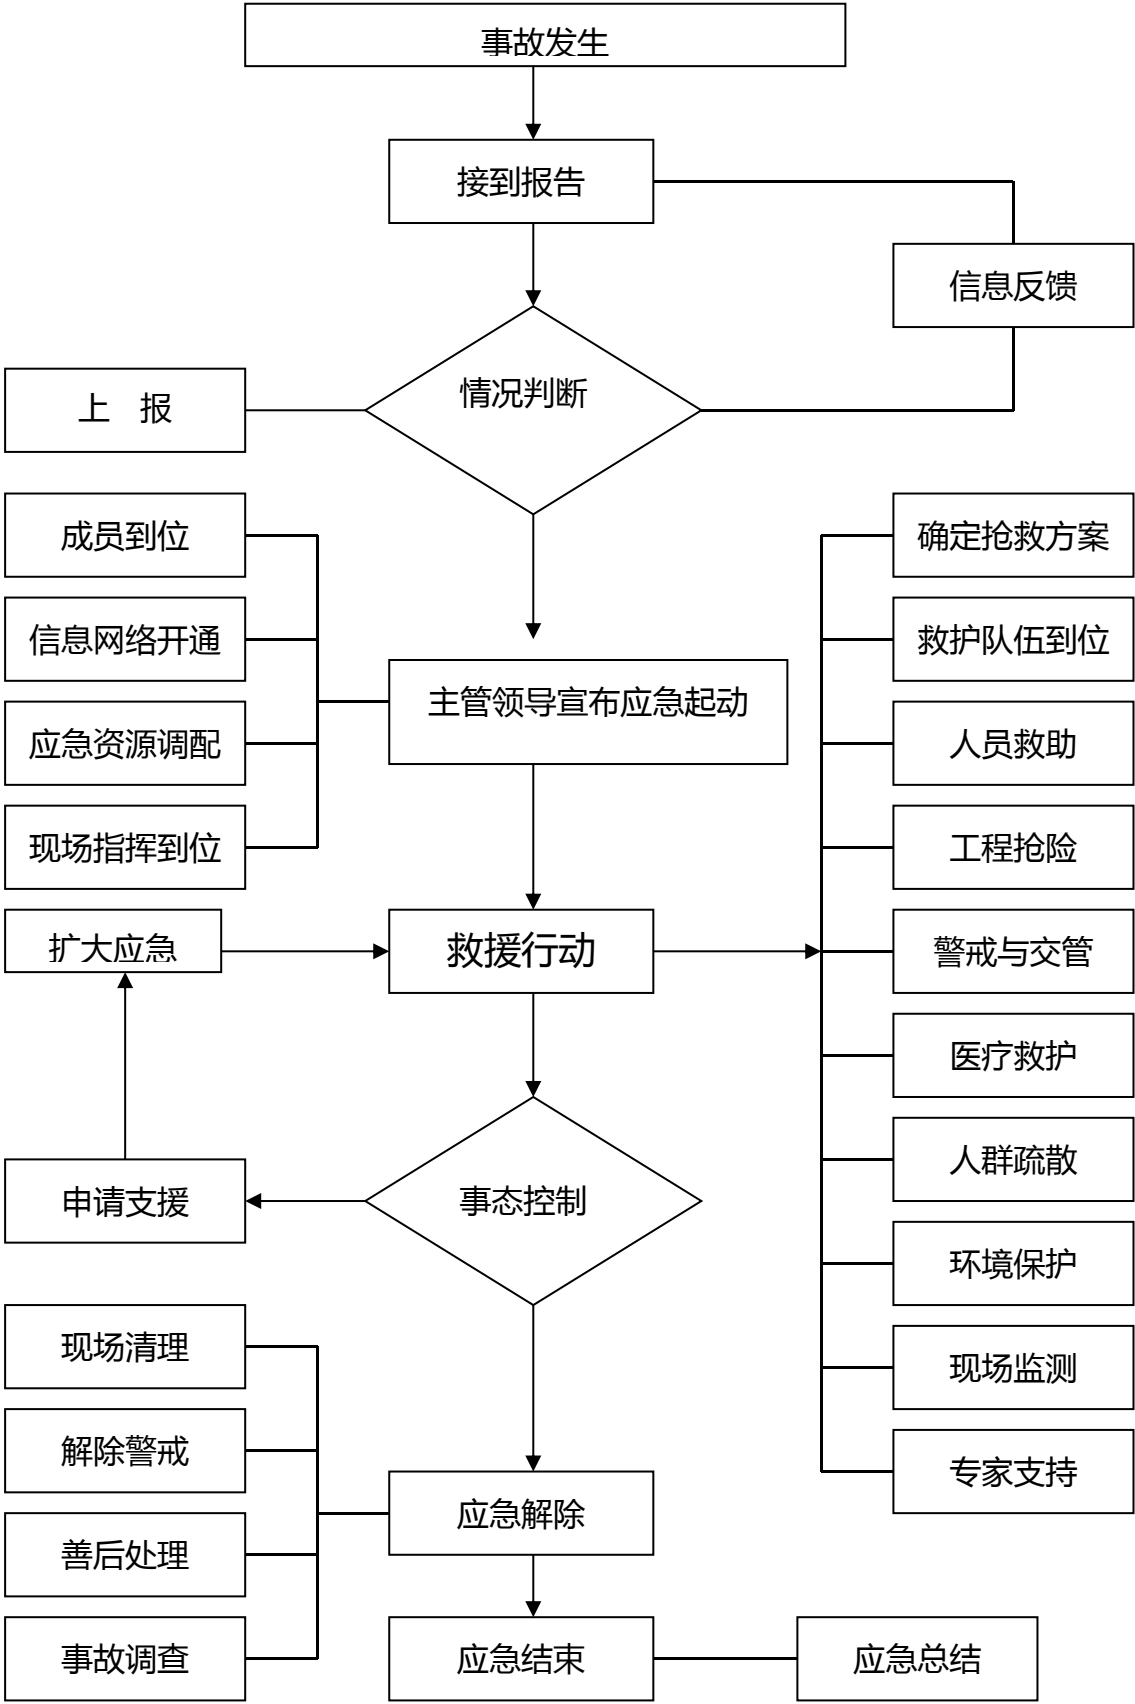 事故发生
接到报告
信息反馈
情况判断
上 报
成员到位
确定抢救方案
信息网络开通
救护队伍到位
主管领导宣布应急起动
应急资源调配
人员救助
现场指挥到位
工程抢险
扩大应急
救援行动
警戒与交管
医疗救护
人群疏散
申请支援
事态控制
环境保护
现场清理
现场监测
解除警戒
专家支持
应急解除
善后处理
事故调查
应急结束
应急总结